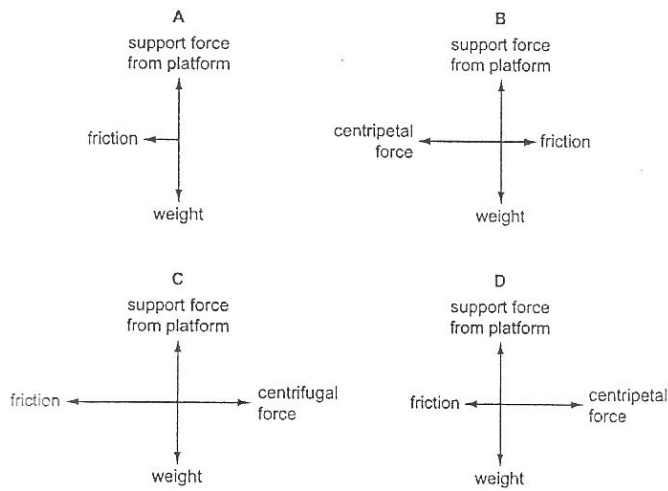 A
support force
from platform
friction
weight
B
support force
from platform
centripetal
force
friction
weight
C
support force
from platform
friction
centrifugal
force
weight
D
support force
from platform
friction
centripetal
force
weight